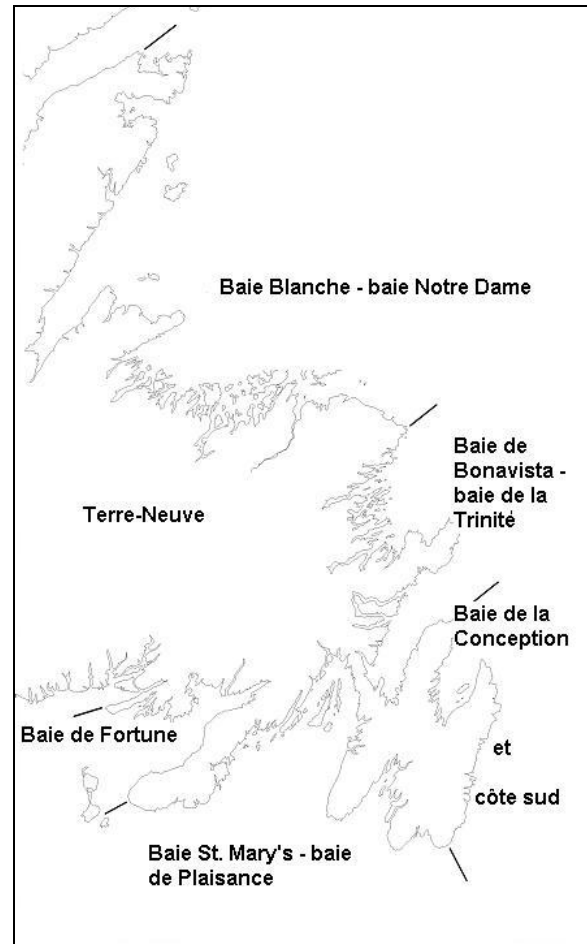 Baie Blanche - baie Notre Dame
Baie de
Bonavista -
baie de la
Trinité
Terre-Neuve
Baie de la
Conception
Baie de Fortune
et
côte sud
Baie St. Mary's - baie
de Plaisance